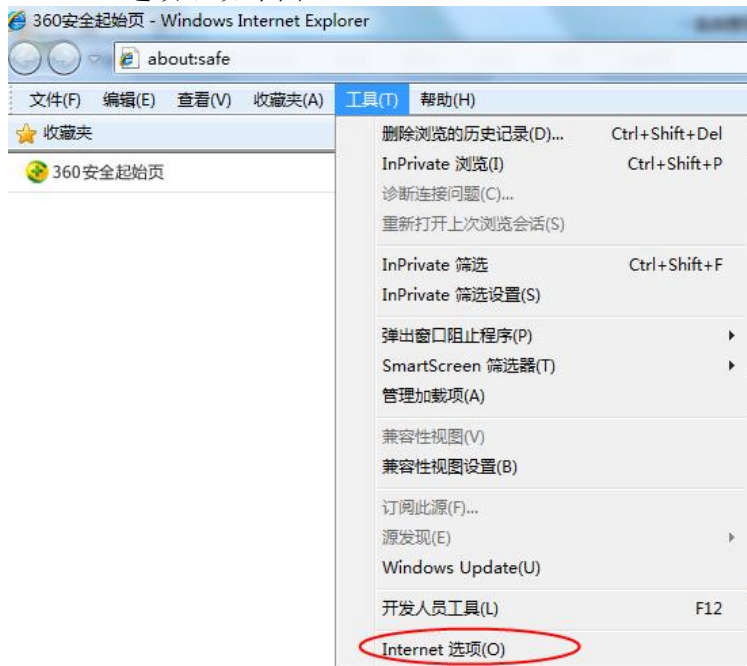 360安全起始页 - Windows Internet Explorer
about:safe
文件(F) 编辑(E) 查看(V) 收藏夹(A) 工具(T) 帮助(H)
收藏夹
360安全起始页
删除浏览的历史记录(D)... Ctrl+Shift+Del
InPrivate 浏览(I) Ctrl+Shift+P
诊断连接问题(C)...
重新打开上次浏览会话(S)
InPrivate 筛选 Ctrl+Shift+F
InPrivate 筛选设置(S)
弹出窗口阻止程序(P)
SmartScreen 筛选器(T)
管理加载项(A)
兼容性视图(V)
兼容性视图设置(B)
订阅此源(F)...
源发现(E)
Windows Update(U)
开发人员工具(L) F12
Internet 选项(O)